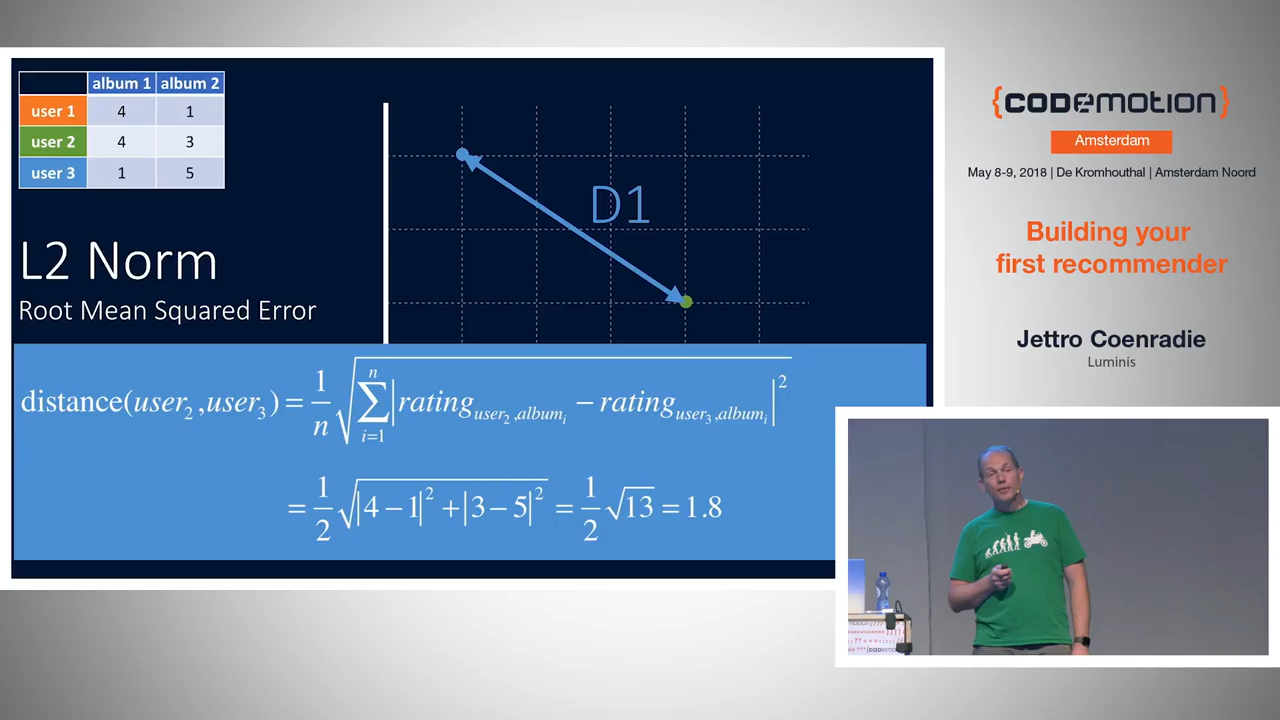 album 1 album 2
user 1 4 1
user 2 4 3
user 3 1 5
L2 Norm
Root Mean Squared Error
D1
distance(user₂,user₃) = 1/n √(∑ⁿᵢ₌₁ |rating_{user₂,albumᵢ} − rating_{user₃,albumᵢ}|²)
= 1/2 √(|4−1|² + |3−5|²) = 1/2 √13 = 1.8
{CODEMOTION}
Amsterdam
May 8-9, 2018 | De Kromhouthal | Amsterdam Noord
Building your
first recommender
Jettro Coenradie
Luminis